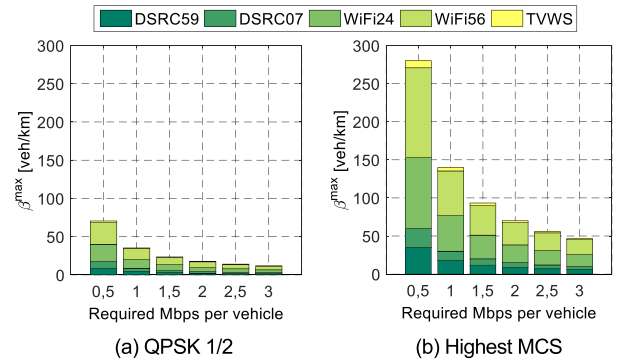 DSRC59 DSRC07 WiFi24 WiFi56 TVWS
300
250
200
150
100
50
0
βmax [veh/km]
0,5 1 1,5 2 2,5 3
Required Mbps per vehicle
(a) QPSK 1/2
300
250
200
150
100
50
0
βmax [veh/km]
0,5 1 1,5 2 2,5 3
Required Mbps per vehicle
(b) Highest MCS